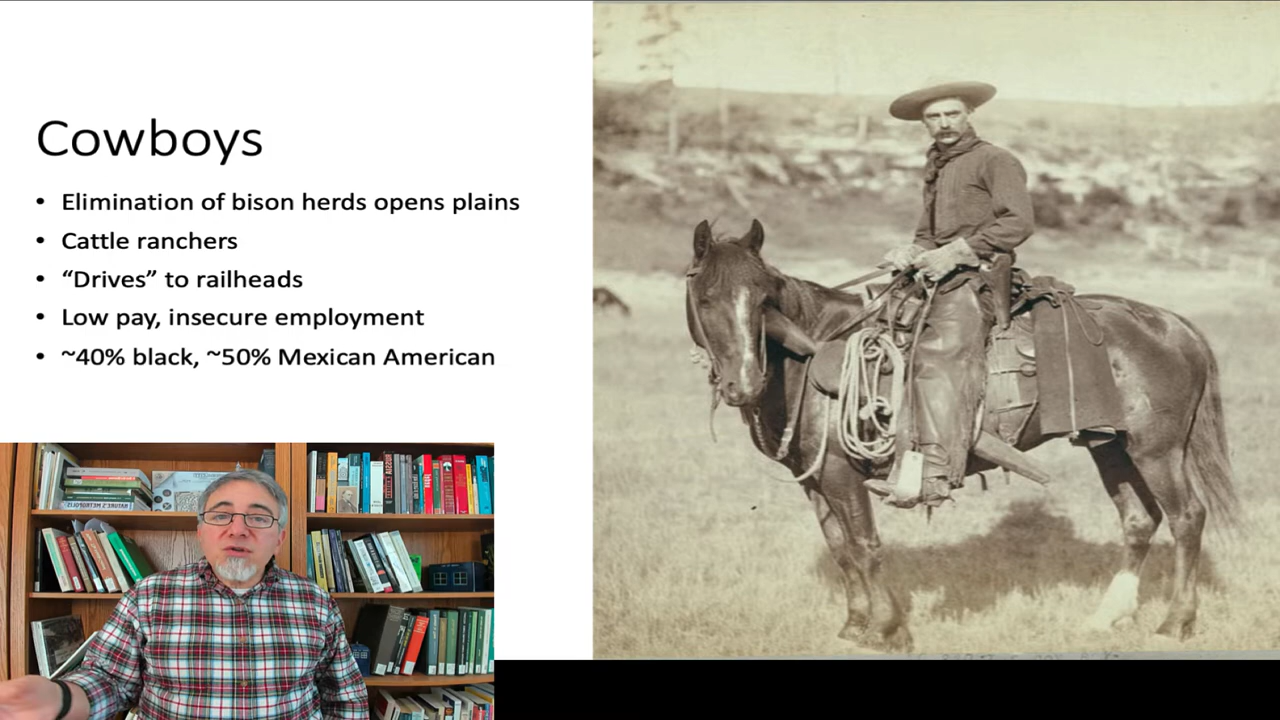 Cowboys
• Elimination of bison herds opens plains
• Cattle ranchers
• “Drives” to railheads
• Low pay, insecure employment
• ~40% black, ~50% Mexican American